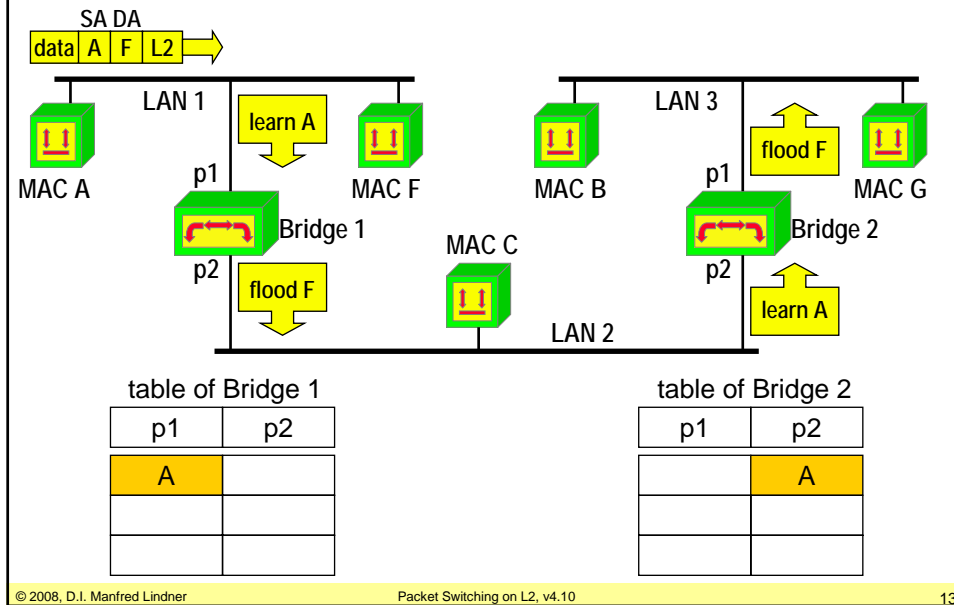 SA DA
data A F L2
LAN 1
LAN 3
learn A
flood F
p1
p1
MAC A
MAC F
MAC B
MAC G
Bridge 1
Bridge 2
MAC C
p2
p2
flood F
learn A
LAN 2
table of Bridge 1
table of Bridge 2
p1 p2
p1 p2
A
A
© 2008, D.I. Manfred Lindner
Packet Switching on L2, v4.10
13